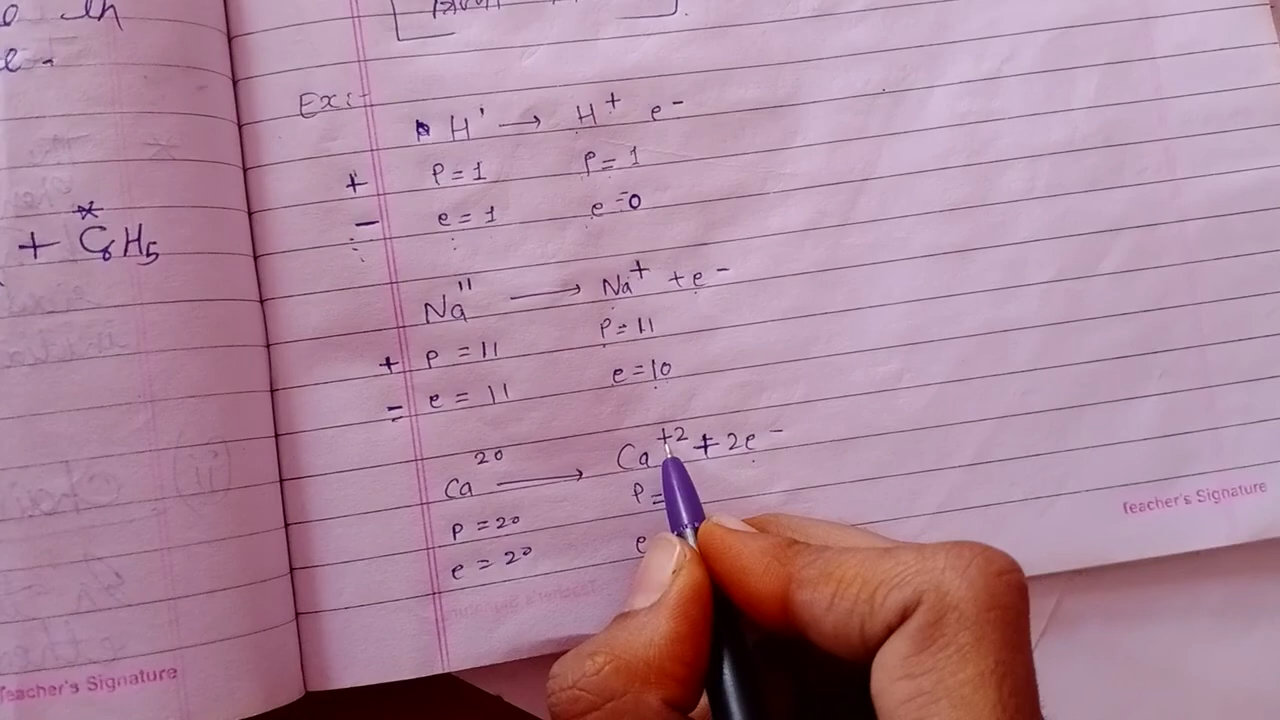 e -
+ C6H5
Teacher's Signature
Ex:-
H¹ → H⁺ e⁻
+ P = 1 P = 1
- e = 1 e = 0
Na¹¹ → Na⁺ + e⁻
+ P = 11 P = 11
- e = 11 e = 10
Ca²⁰ → Ca⁺² + 2e⁻
P = 20 P =
e = 20 e
Teacher's Signature